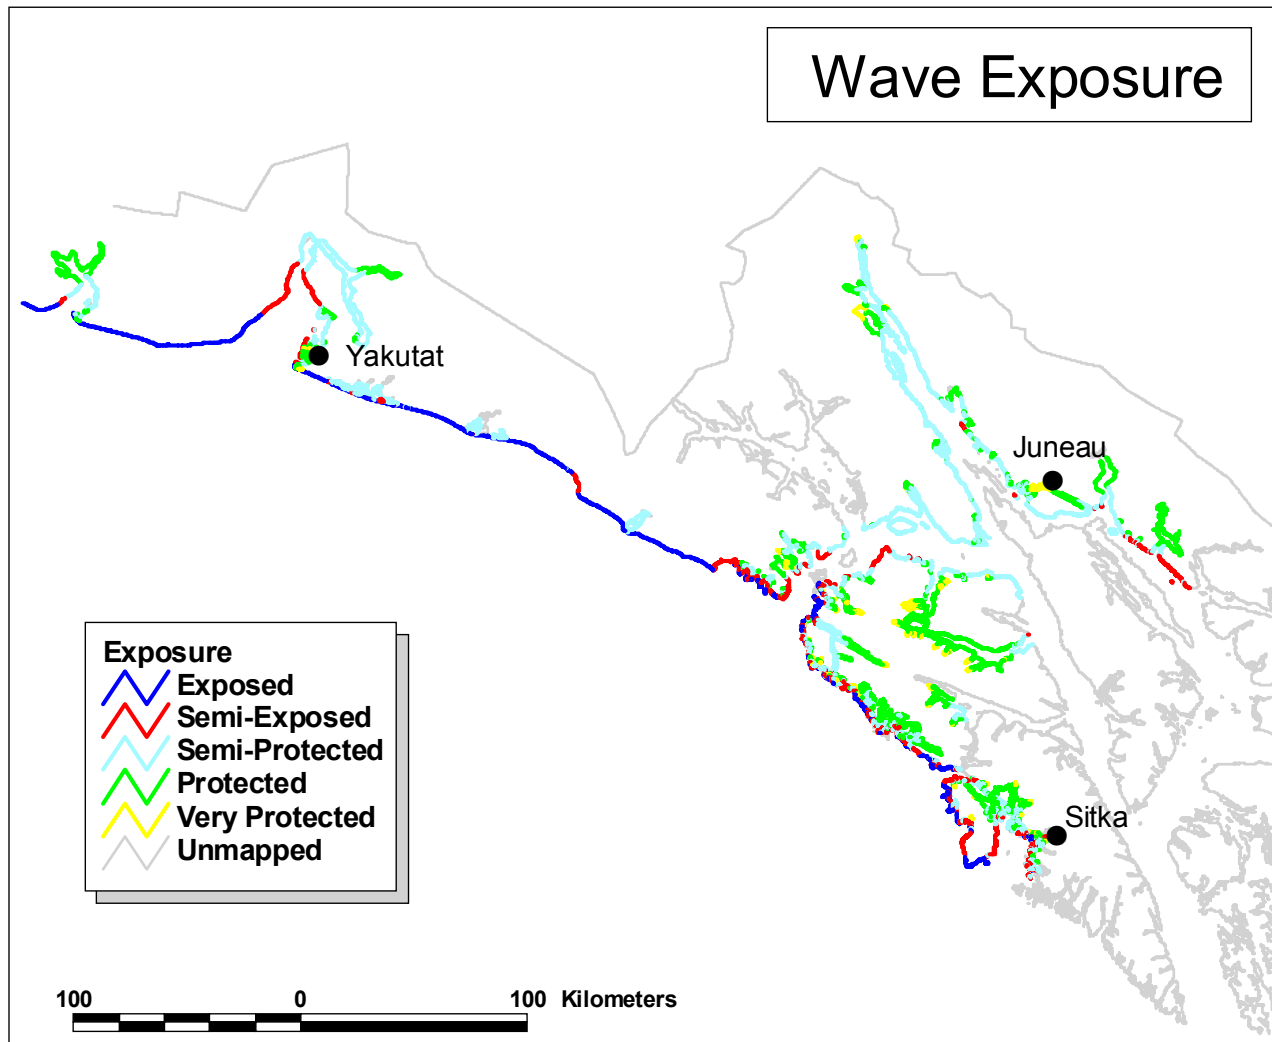 Wave Exposure
Yakutat
Juneau
Sitka
Exposure
Exposed
Semi-Exposed
Semi-Protected
Protected
Very Protected
Unmapped
100 0 100 Kilometers